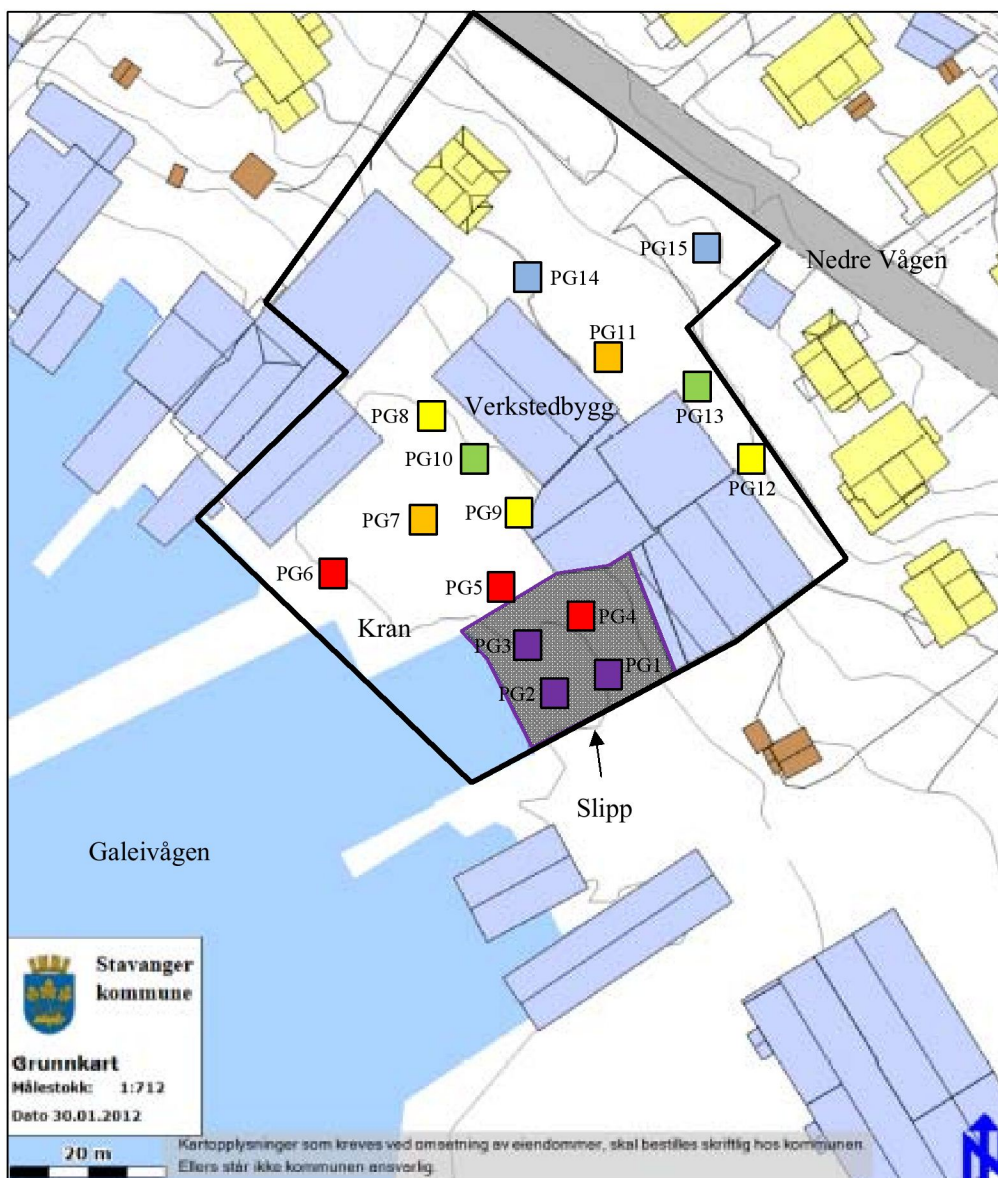 PG15
Nedre Vågen
PG14
PG11
PG8
Verkstedbygg
PG13
PG10
PG12
PG7
PG9
PG6
PG5
Kran
PG4
PG3
PG1
PG2
Slipp
Galeivågen
Stavanger
kommune
Grunnkart
Målestokk: 1:712
Dato 30.01.2012
20 m
Kartopplysninger som kreves ved omsetning av eiendommer, skal bestilles skriftlig hos kommunen.
Ellers står ikke kommunen ansvarlig.
N